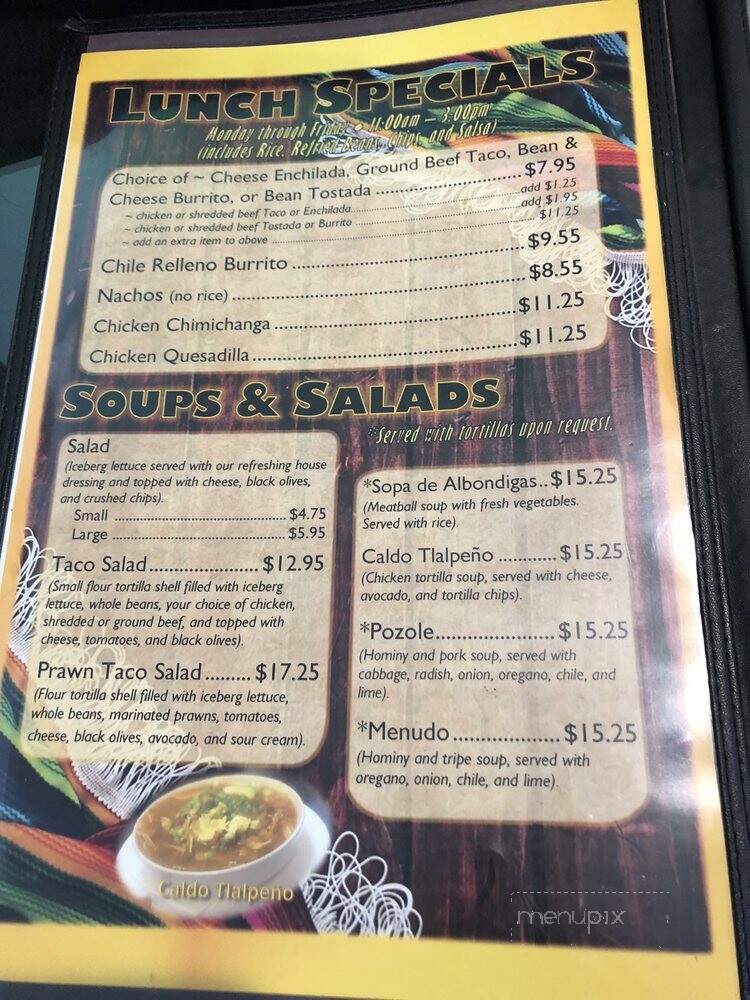 LUNCH SPECIALS
Monday through Friday • 11:00am – 3:00pm
(includes Rice, Refried Beans, Chips, and Salsa)
Choice of ~ Cheese Enchilada, Ground Beef Taco, Bean &
Cheese Burrito, or Bean Tostada ........................... $7.95
~ chicken or shredded beef Taco or Enchilada.................................add $1.25
~ chicken or shredded beef Tostada or Burrito .................................add $1.95
~ add an extra item to above ................................................... $11.25
Chile Relleno Burrito ........................................ $9.55
Nachos (no rice) ................................................ $8.55
Chicken Chimichanga ........................................ $11.25
Chicken Quesadilla ........................................... $11.25
SOUPS & SALADS
*Served with tortillas upon request.
Salad
(Iceberg lettuce served with our refreshing house
dressing and topped with cheese, black olives,
and crushed chips).
Small ........................................ $4.75
Large ........................................ $5.95
Taco Salad...................... $12.95
(Small flour tortilla shell filled with iceberg
lettuce, whole beans, your choice of chicken,
shredded or ground beef, and topped with
cheese, tomatoes, and black olives).
Prawn Taco Salad ......... $17.25
(Flour tortilla shell filled with iceberg lettuce,
whole beans, marinated prawns, tomatoes,
cheese, black olives, avocado, and sour cream).
*Sopa de Albondigas..$15.25
(Meatball soup with fresh vegetables.
Served with rice).
Caldo Tlalpeño ............$15.25
(Chicken tortilla soup, served with cheese,
avocado, and tortilla chips).
*Pozole...................... $15.25
(Hominy and pork soup, served with
cabbage, radish, onion, oregano, chile, and
lime).
*Menudo.................... $15.25
(Hominy and tripe soup, served with
oregano, onion, chile, and lime).
Caldo Tlalpeno
menupix